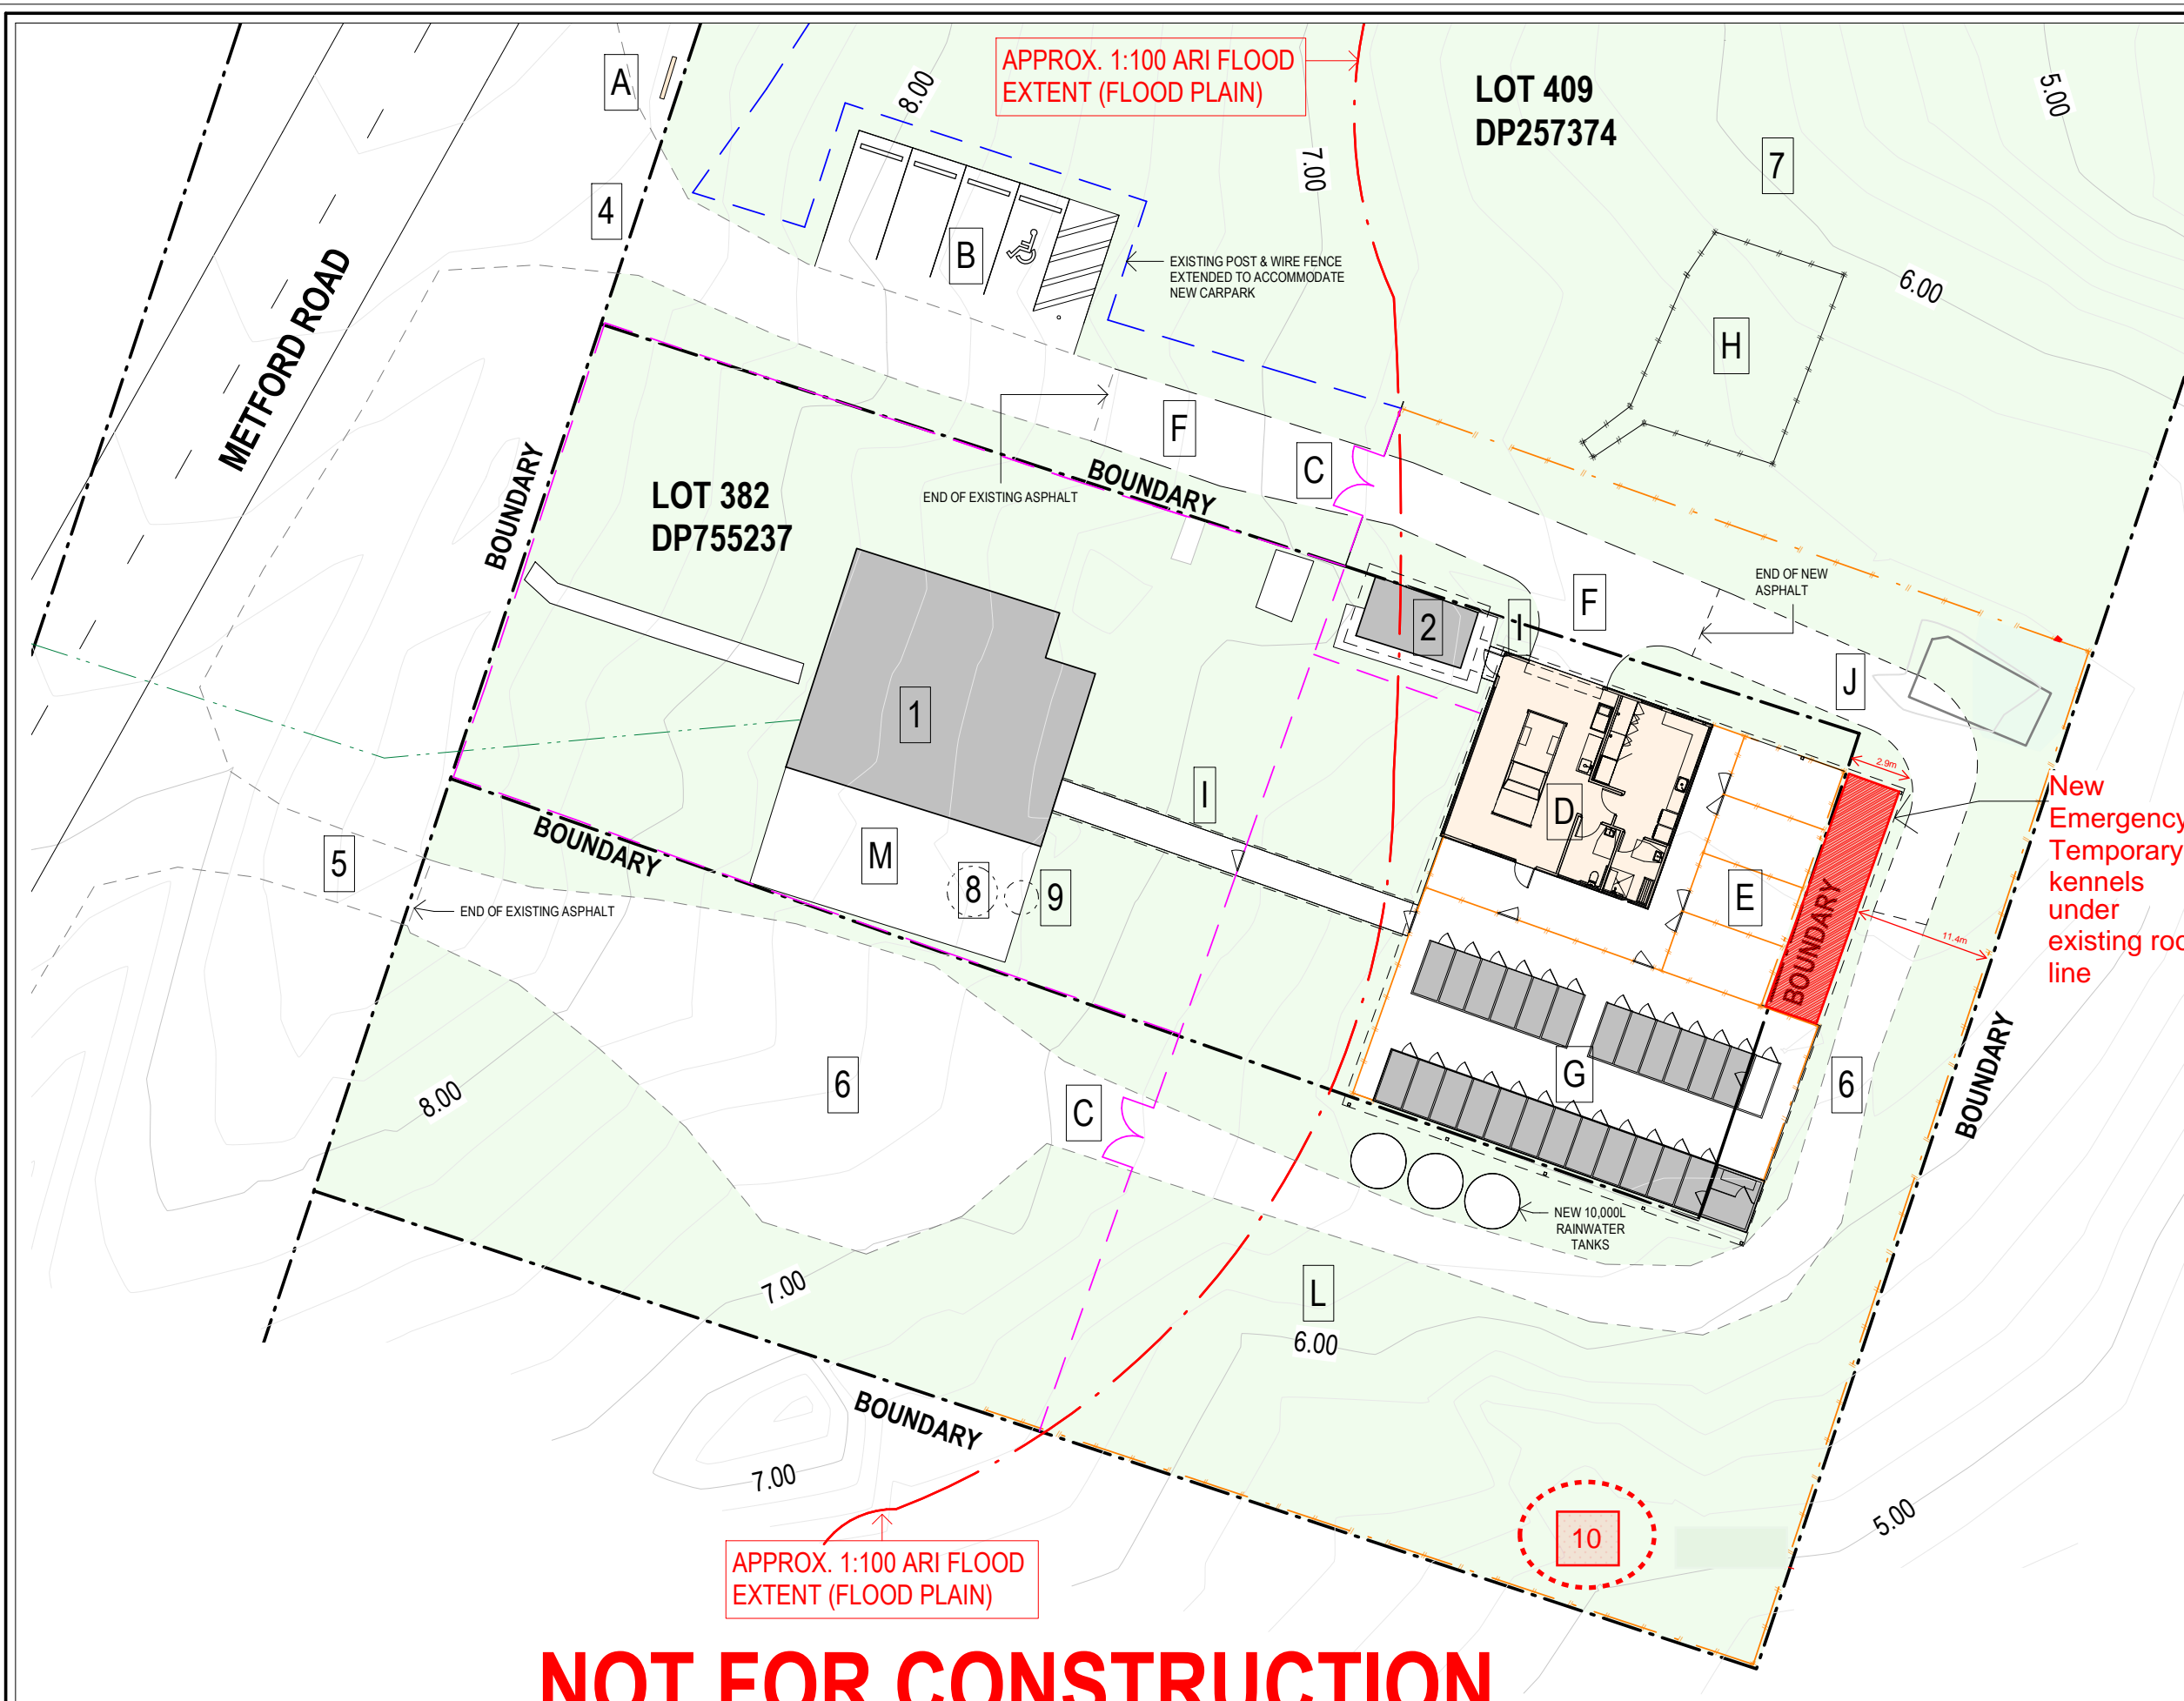 APPROX. 1:100 ARI FLOOD
EXTENT (FLOOD PLAIN)
LOT 409
DP257374
A
8.00
5.00
7.00
7
4
B
EXISTING POST & WIRE FENCE
EXTENDED TO ACCOMMODATE
NEW CARPARK
6.00
METFORD ROAD
H
F
C
BOUNDARY
BOUNDARY
END OF EXISTING ASPHALT
LOT 382
DP755237
END OF NEW
ASPHALT
F
2
I
J
1
2.9m
New
Emergency
Temporary
kennels
under
existing
line
I
D
BOUNDARY
M
5
8
9
E
BOUNDARY
END OF EXISTING ASPHALT
11.4m
8.00
6
C
G
6
BOUNDARY
NEW 10,000L
RAINWATER
TANKS
7.00
L
6.00
BOUNDARY
7.00
10
5.00
APPROX. 1:100 ARI FLOOD
EXTENT (FLOOD PLAIN)
NOT FOR CONSTRUCTION